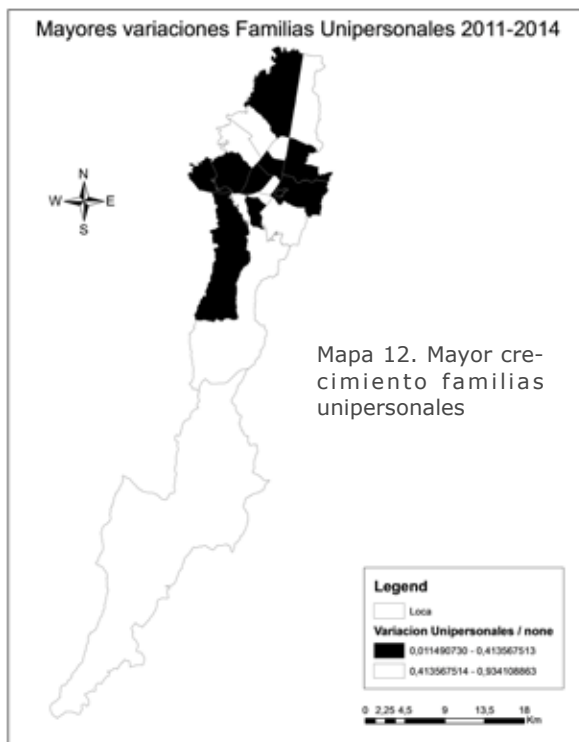 Mayores variaciones Familias Unipersonales 2011-2014
N
W E
S
Mapa 12. Mayor cre-
cimiento familias
unipersonales
Legend
Loca
Variacion Unipersonales / none
0,011490730 - 0,413567513
0,413567514 - 0,934108863
0 2,25 4,5 9 13,5 18
Km